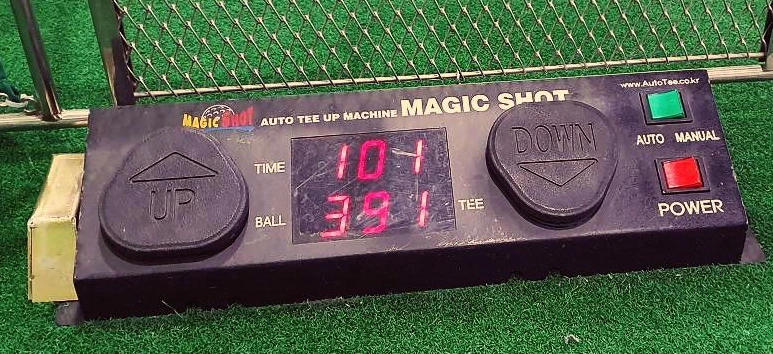 www.AutoTee.co.kr
MAGIC SHOT AUTO TEE UP MACHINE MAGIC SHOT
AUTO MANUAL
UP
TIME 101
BALL 391 TEE
DOWN
POWER